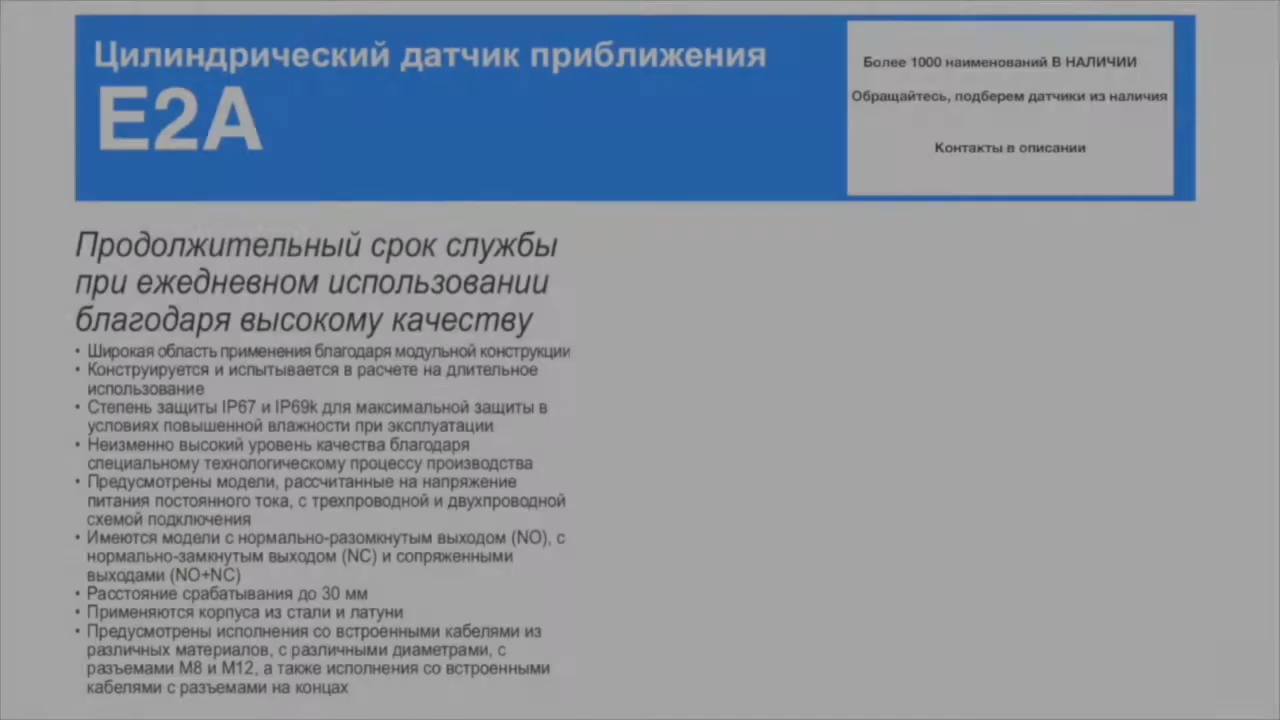 Цилиндрический датчик приближения
E2A
Более 1000 наименований В НАЛИЧИИ
Обращайтесь, подберем датчики из наличия
Контакты в описании
Продолжительный срок службы
при ежедневном использовании
благодаря высокому качеству
• Широкая область применения благодаря модульной конструкции
• Конструируется и испытывается в расчете на длительное
использование
• Степень защиты IP67 и IP69k для максимальной защиты в
условиях повышенной влажности при эксплуатации
• Неизменно высокий уровень качества благодаря
специальному технологическому процессу производства
• Предусмотрены модели, рассчитанные на напряжение
питания постоянного тока, с трехпроводной и двухпроводной
схемой подключения
• Имеются модели с нормально-разомкнутым выходом (NO), с
нормально-замкнутым выходом (NC) и сопряженными
выходами (NO+NC)
• Расстояние срабатывания до 30 мм
• Применяются корпуса из стали и латуни
• Предусмотрены исполнения со встроенными кабелями из
различных материалов, с различными диаметрами, с
разъемами M8 и M12, а также исполнения со встроенными
кабелями с разъемами на концах